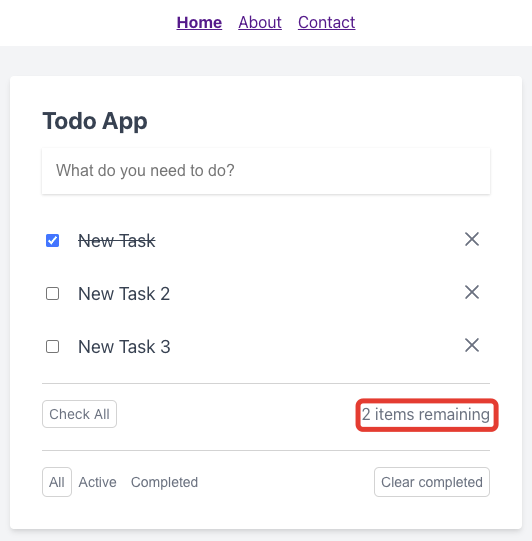 Home About Contact
Todo App
What do you need to do?
New Task
New Task 2
New Task 3
Check All 2 items remaining
All Active Completed Clear completed